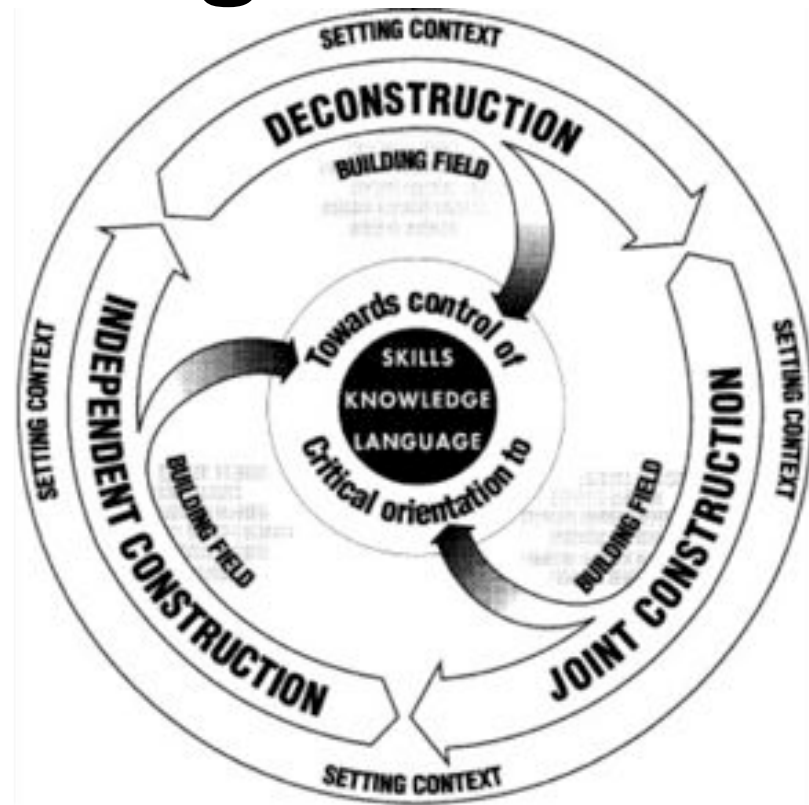 SETTING CONTEXT
DECONSTRUCTION
BUILDING FIELD
Towards control of
SKILLS
KNOWLEDGE
LANGUAGE
Critical orientation to
SETTING CONTEXT
INDEPENDENT CONSTRUCTION
BUILDING FIELD
BUILDING FIELD
JOINT CONSTRUCTION
SETTING CONTEXT
SETTING CONTEXT